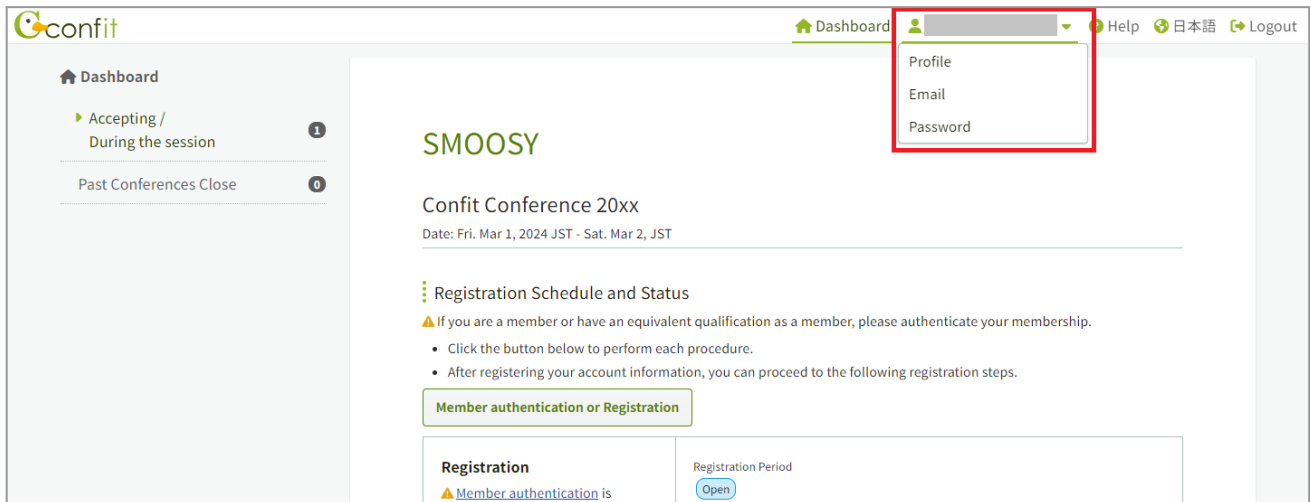 confit
Dashboard
Help
日本語
Logout
Profile
Email
Password
Dashboard
Accepting /
During the session
1
Past Conferences Close
0
SMOOSY
Confit Conference 20xx
Date: Fri. Mar 1, 2024 JST - Sat. Mar 2, JST
Registration Schedule and Status
If you are a member or have an equivalent qualification as a member, please authenticate your membership.
• Click the button below to perform each procedure.
• After registering your account information, you can proceed to the following registration steps.
Member authentication or Registration
Registration
Member authentication is
Registration Period
Open